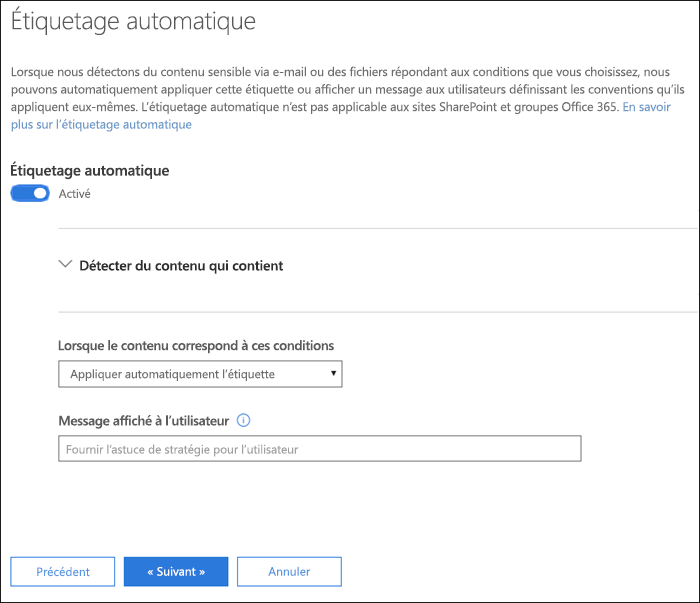 Étiquetage automatique
Lorsque nous détectons du contenu sensible via e-mail ou des fichiers répondant aux conditions que vous choisissez, nous
pouvons automatiquement appliquer cette étiquette ou afficher un message aux utilisateurs définissant les conventions qu’ils
appliquent eux-mêmes. L’étiquetage automatique n’est pas applicable aux sites SharePoint et groupes Office 365. En savoir
plus sur l’étiquetage automatique
Étiquetage automatique
Activé
Détecter du contenu qui contient
Lorsque le contenu correspond à ces conditions
Appliquer automatiquement l’étiquette
Message affiché à l’utilisateur
Fournir l’astuce de stratégie pour l’utilisateur
Précédent
« Suivant »
Annuler